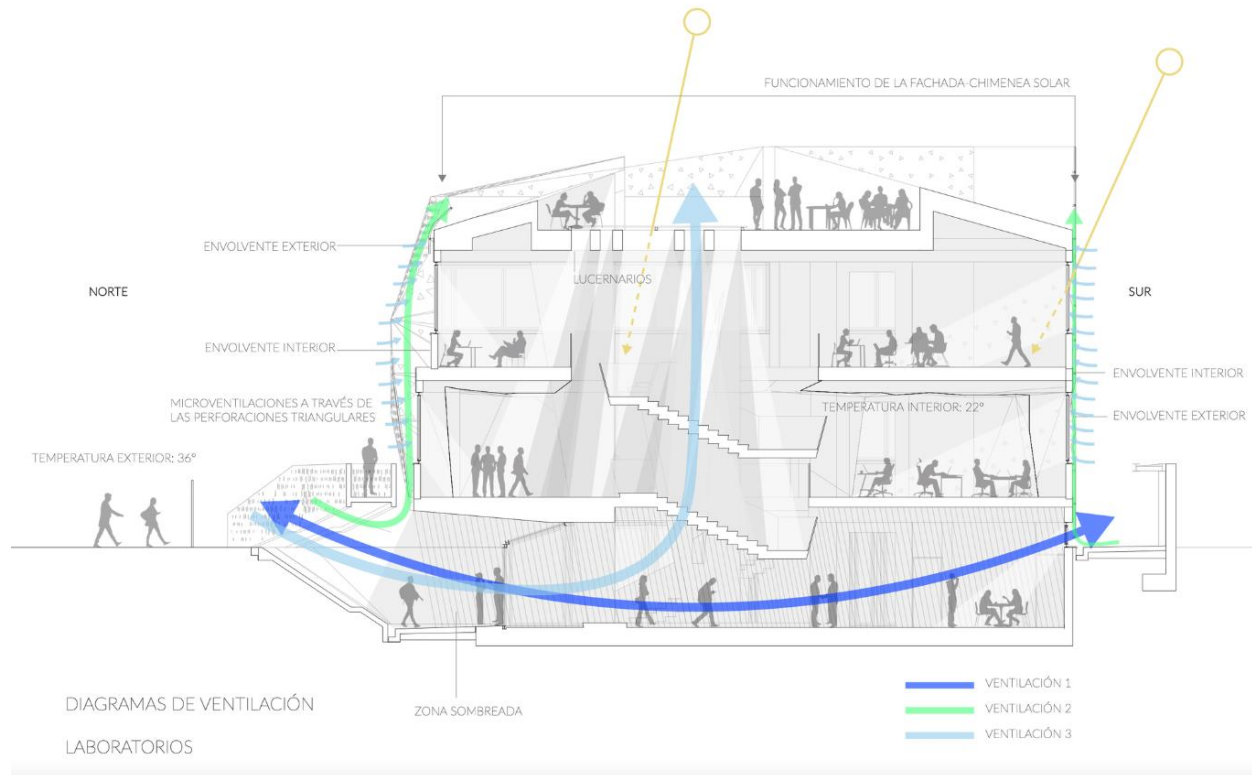 FUNCIONAMIENTO DE LA FACHADA-CHIMENEA SOLAR
ENVOLVENTE EXTERIOR
LUCERNARIOS
NORTE
SUR
ENVOLVENTE INTERIOR
ENVOLVENTE INTERIOR
MICROVENTILACIONES A TRAVÉS DE
LAS PERFORACIONES TRIANGULARES
TEMPERATURA INTERIOR: 22º
ENVOLVENTE EXTERIOR
TEMPERATURA EXTERIOR: 36º
VENTILACIÓN 1
DIAGRAMAS DE VENTILACIÓN
ZONA SOMBREADA
VENTILACIÓN 2
VENTILACIÓN 3
LABORATORIOS